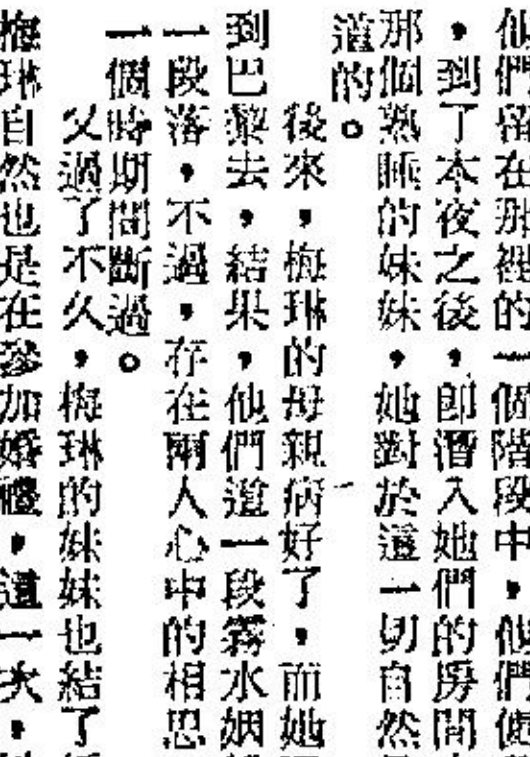 他們留在那裡的一個階段中,他們便
,到了本夜之後,即潛入她們的房間
那個熟睡的妹妹,她對於這一切自然
道的。
後來,梅琳的母親病好了,而她
到巴黎去,結果,他們這一段霧水姻
一段落,不過,存在兩人心中的相思
一個時期間斷過。
又過了不久,梅琳的妹妹也結了
梅琳自然也是在參加婚禮,這一次,